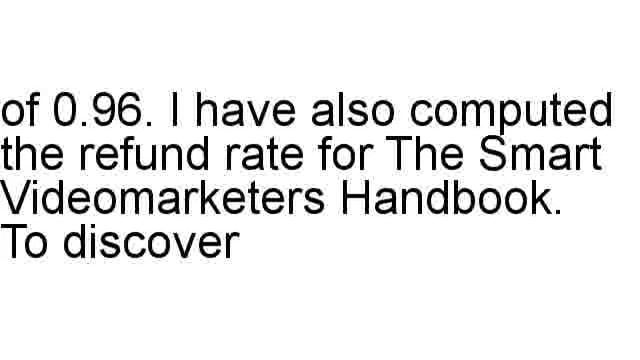 of 0.96. I have also computed
the refund rate for The Smart
Videomarketers Handbook.
To discover